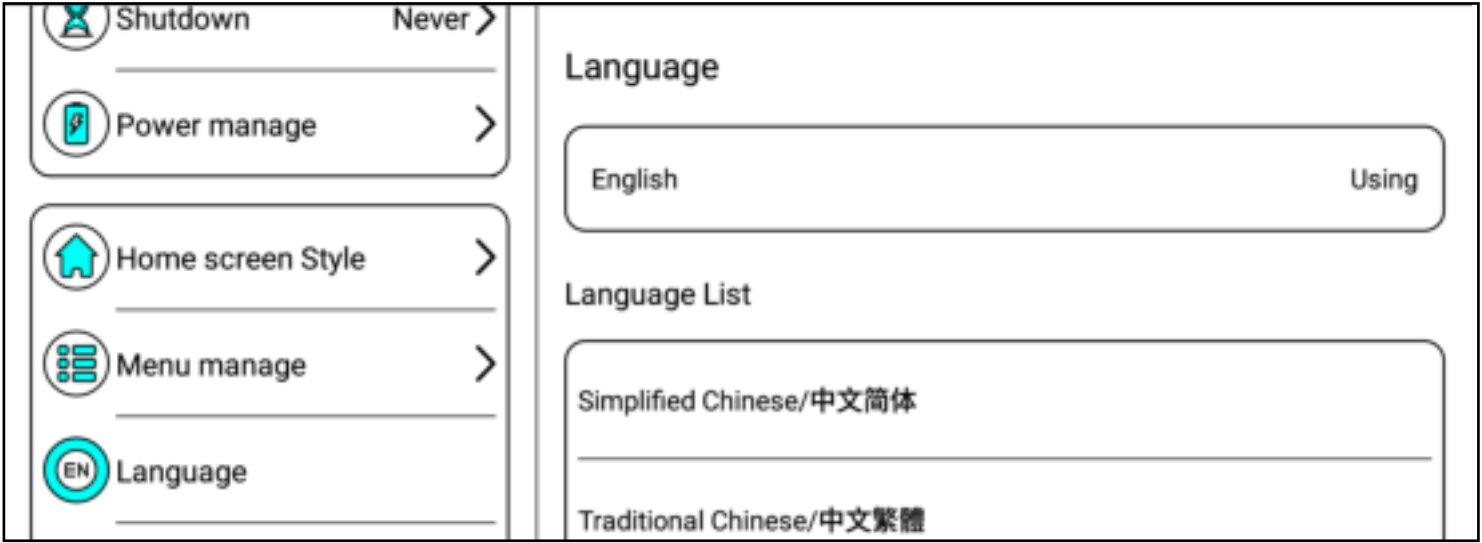 Shutdown Never
Power manage
Home screen Style
Menu manage
EN Language
Language
English Using
Language List
Simplified Chinese/中文简体
Traditional Chinese/中文繁體